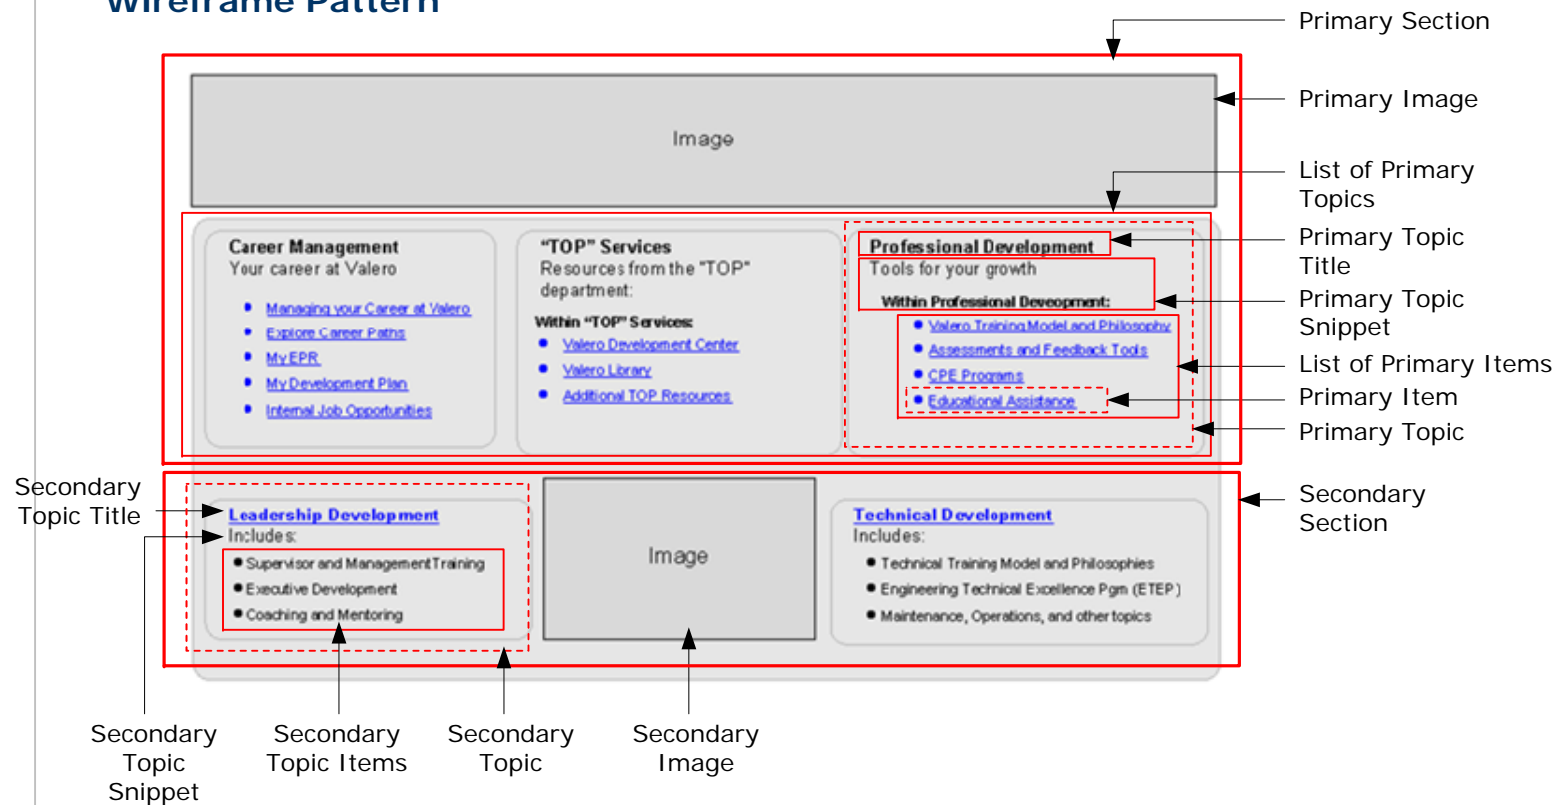 Wireframe Pattern
Primary Section
Primary Image
Image
List of Primary
Topics
Career Management
Your career at Valero
Managing your Career at Valero
Explore Career Paths
My EPR
My Development Plan
Internal Job Opportunities
“TOP” Services
Resources from the "TOP"
department:
Within “TOP” Services:
Valero Development Center
Valero Library
Additional TOP Resources
Professional Development
Tools for your growth
Within Professional Deveopment:
Valero Training Model and Philosophy
Assessments and Feedback Tools
CPE Programs
Educational Assistance
Primary Topic
Title
Primary Topic
Snippet
List of Primary Items
Primary Item
Primary Topic
Secondary
Topic Title
Leadership Development
Includes:
Supervisor and Management Training
Executive Development
Coaching and Mentoring
Image
Technical Development
Includes:
Technical Training Model and Philosophies
Engineering Technical Excellence Pgm (ETEP)
Maintenance, Operations, and other topics
Secondary
Section
Secondary
Topic
Snippet
Secondary
Topic Items
Secondary
Topic
Secondary
Image